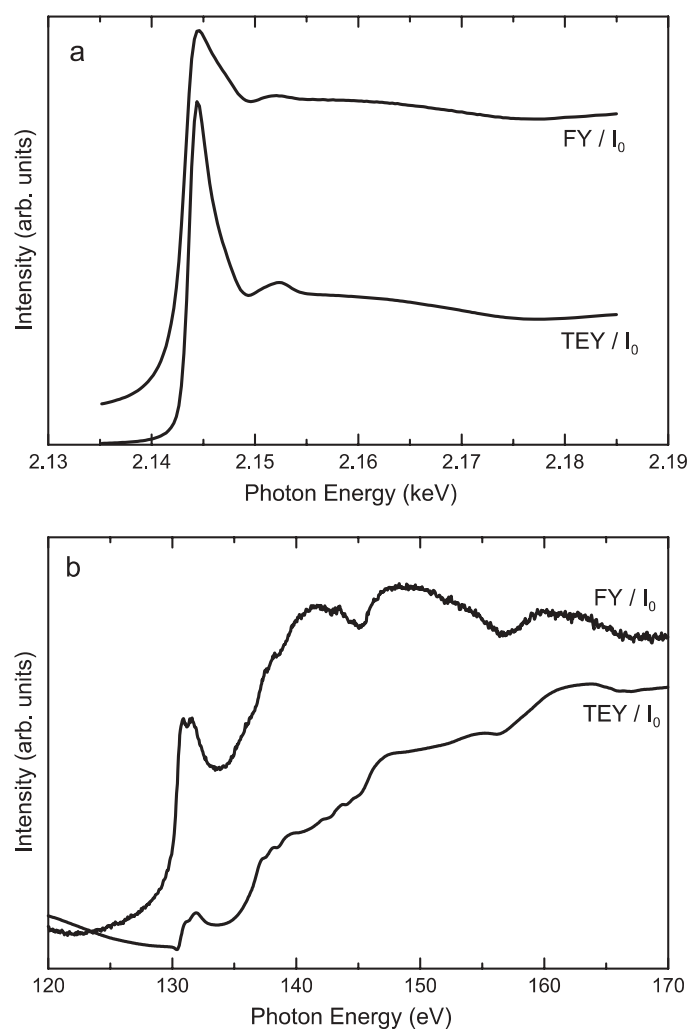 a
FY / I₀
TEY / I₀
Intensity (arb. units)
2.13 2.14 2.15 2.16 2.17 2.18 2.19
Photon Energy (keV)
b
FY / I₀
TEY / I₀
Intensity (arb. units)
120 130 140 150 160 170
Photon Energy (eV)